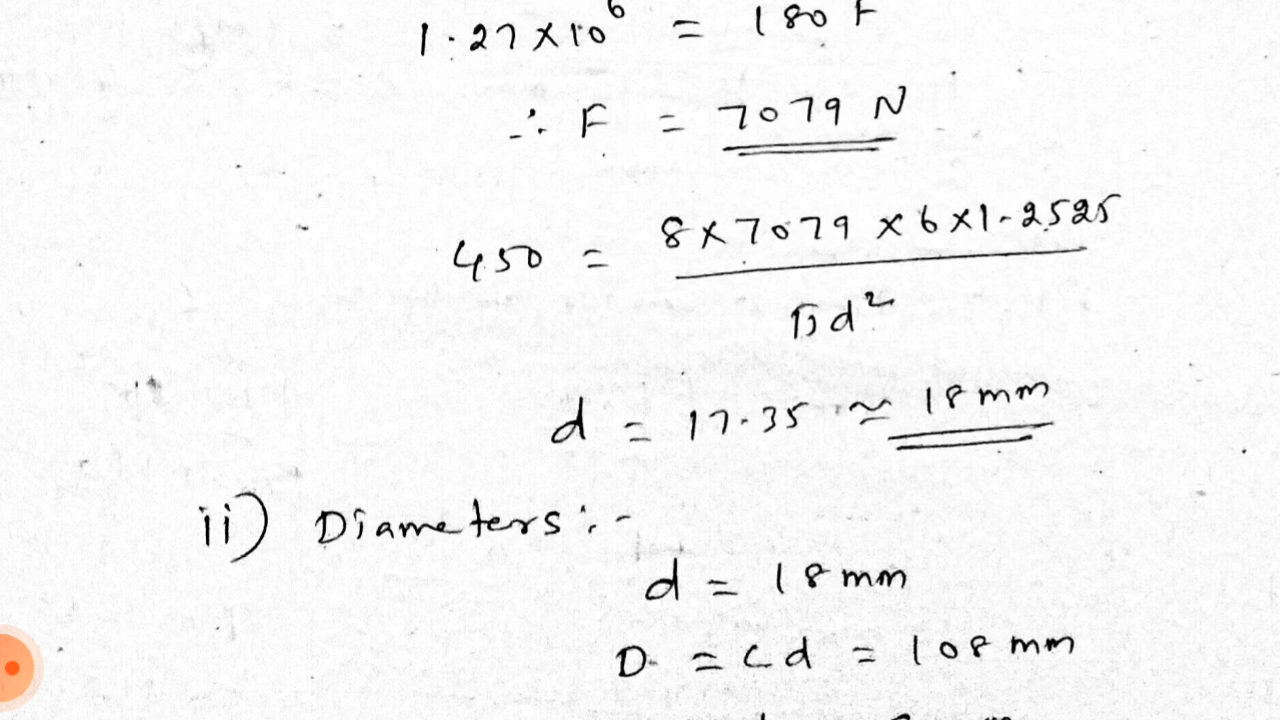 1.27 × 10⁶ = 180 F
∴ F = 7079 N
450 = 8 × 7079 × 6 × 1.2525 / πd²
d = 17.35 ≃ 18 mm
ii) Diameters :-
d = 18 mm
D = Cd = 108 mm